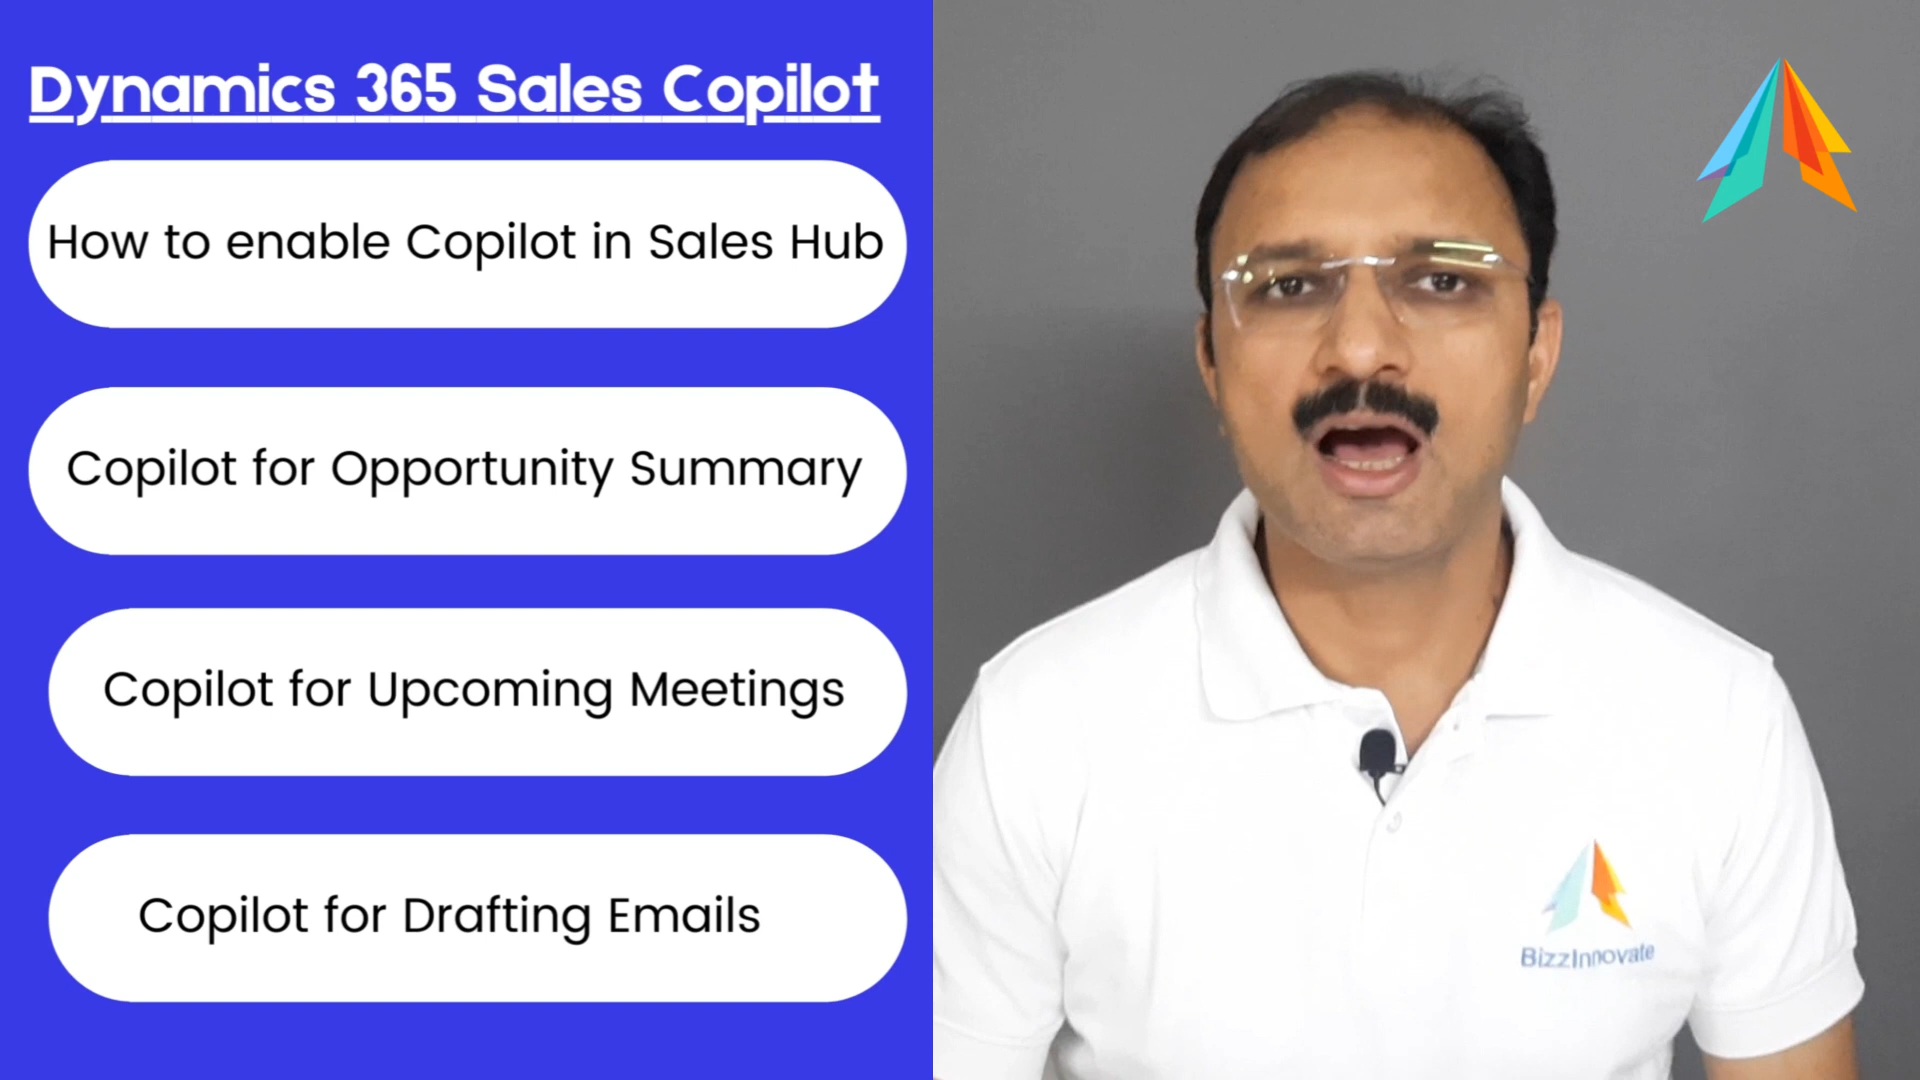 Dynamics 365 Sales Copilot
How to enable Copilot in Sales Hub
Copilot for Opportunity Summary
Copilot for Upcoming Meetings
Copilot for Drafting Emails
BizzInnovate